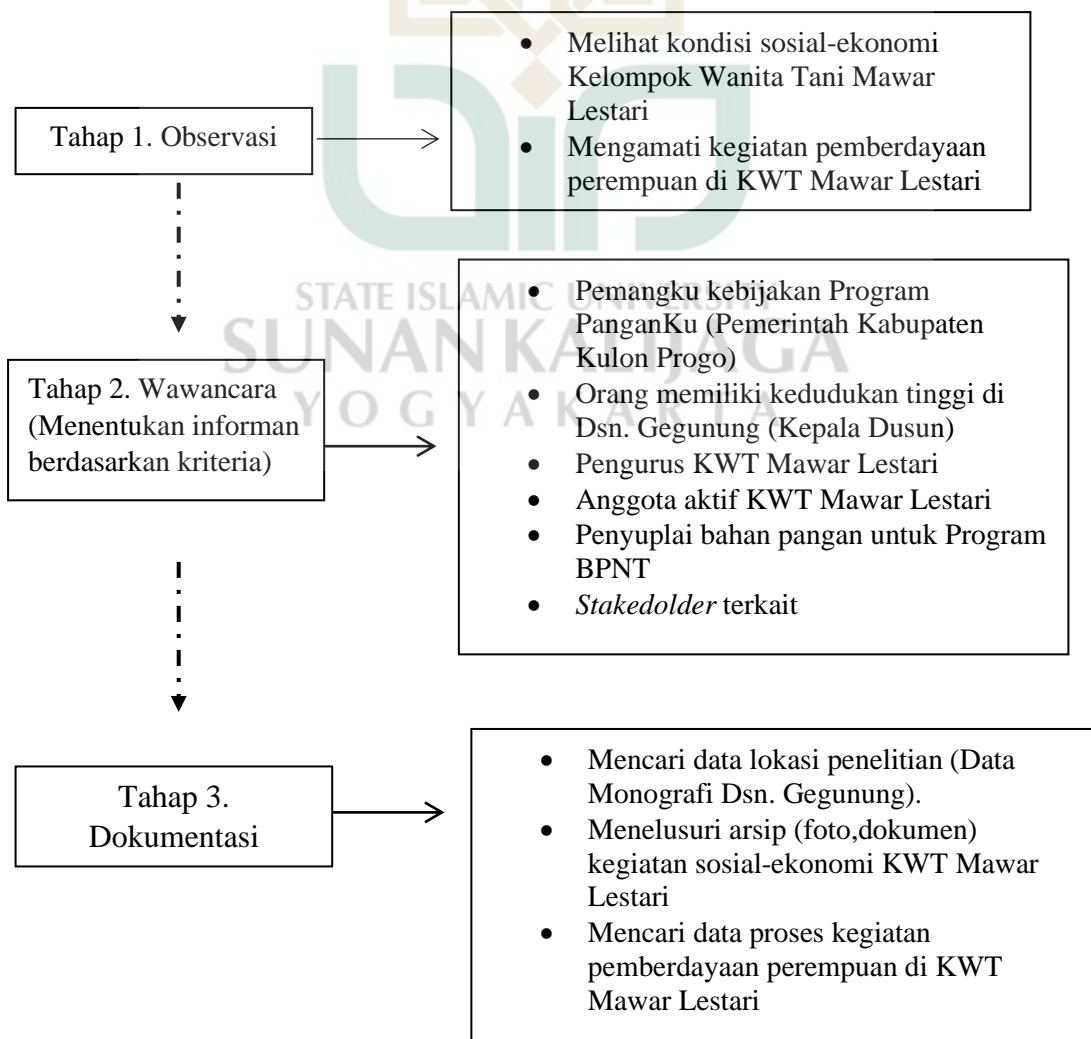 • Melihat kondisi sosial-ekonomi
Kelompok Wanita Tani Mawar
Lestari
• Mengamati kegiatan pemberdayaan
perempuan di KWT Mawar Lestari
Tahap 1. Observasi
STATE ISLAMIC UNIVERSITY
SUNAN KALIJAGA
YOGYAKARTA
• Pemangku kebijakan Program
PanganKu (Pemerintah Kabupaten
Kulon Progo)
• Orang memiliki kedudukan tinggi di
Dsn. Gegunung (Kepala Dusun)
• Pengurus KWT Mawar Lestari
• Anggota aktif KWT Mawar Lestari
• Penyuplai bahan pangan untuk Program
BPNT
• Stakedolder terkait
Tahap 2. Wawancara
(Menentukan informan
berdasarkan kriteria)
• Mencari data lokasi penelitian (Data
Monografi Dsn. Gegunung).
• Menelusuri arsip (foto,dokumen)
kegiatan sosial-ekonomi KWT Mawar
Lestari
• Mencari data proses kegiatan
pemberdayaan perempuan di KWT
Mawar Lestari
Tahap 3.
Dokumentasi